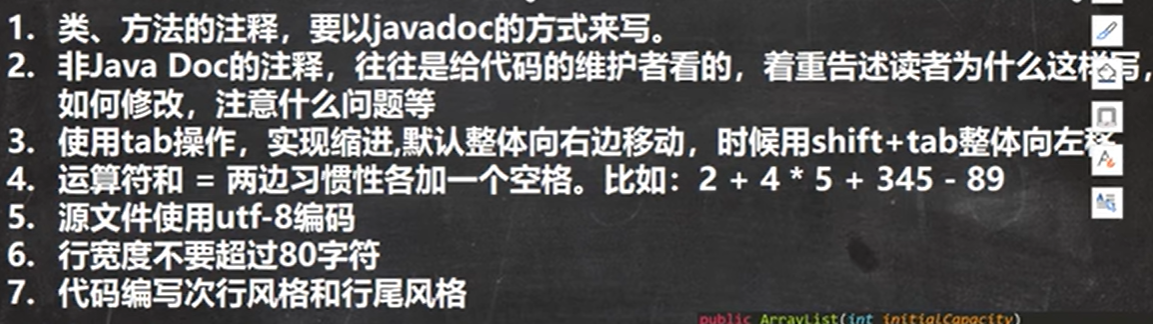 1. 类、方法的注释，要以javadoc的方式来写。
2. 非Java Doc的注释，往往是给代码的维护者看的，着重告述读者为什么这样写，
如何修改，注意什么问题等
3. 使用tab操作，实现缩进,默认整体向右边移动，时候用shift+tab整体向左移
4. 运算符和 = 两边习惯性各加一个空格。比如：2 + 4 * 5 + 345 - 89
5. 源文件使用utf-8编码
6. 行宽度不要超过80字符
7. 代码编写次行风格和行尾风格
public ArrayList(int initialCapacity)